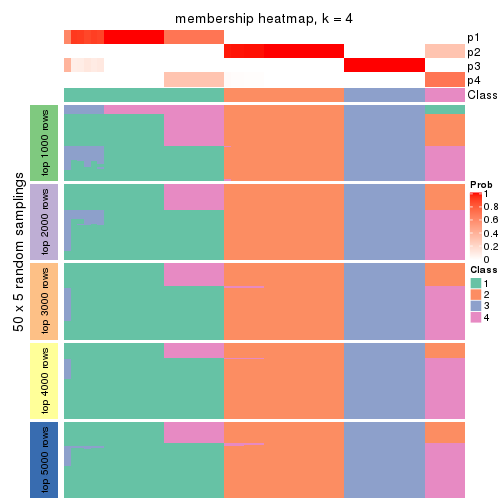 membership heatmap, k = 4
p1
p2
p3
p4
Class
50 x 5 random samplings
top 1000 rows
top 2000 rows
top 3000 rows
top 4000 rows
top 5000 rows
Prob
1
0.8
0.6
0.4
0.2
0
Class
1
2
3
4